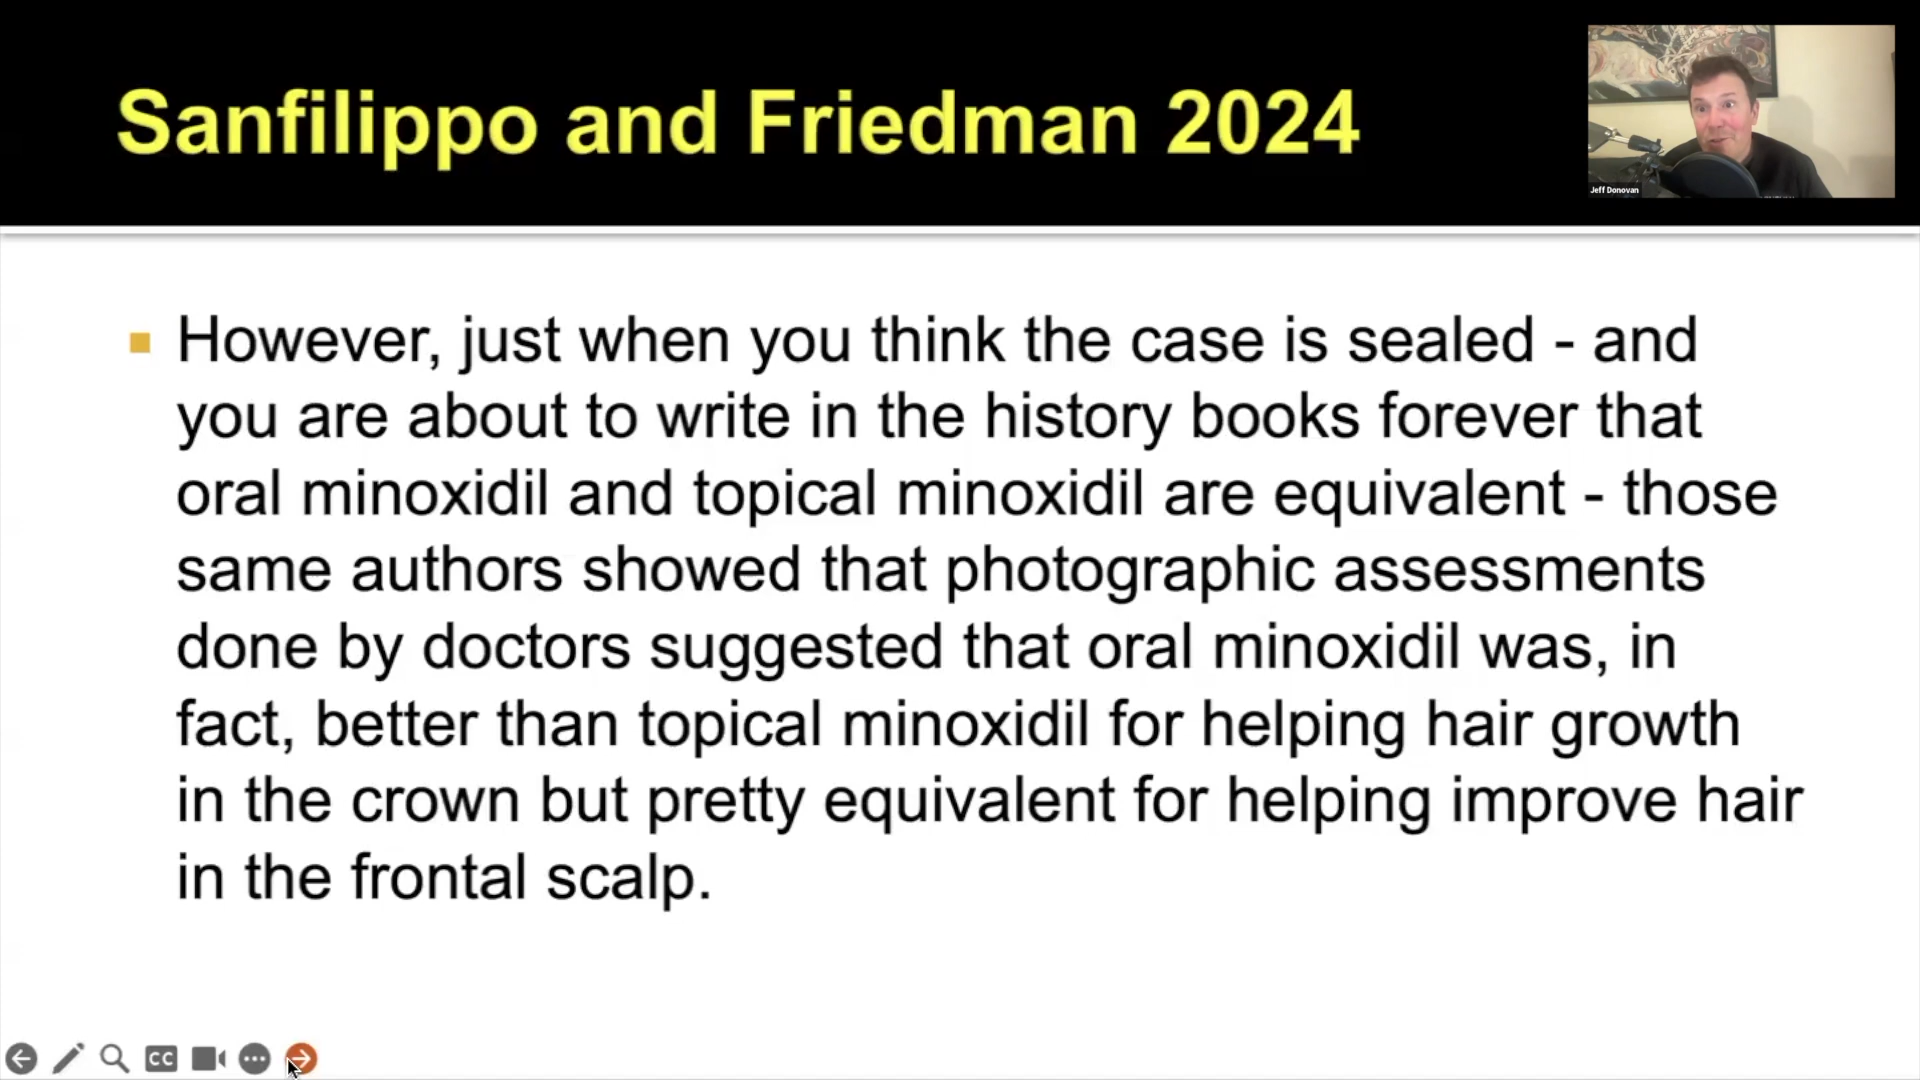 Sanfilippo and Friedman 2024
Jeff Donovan
However, just when you think the case is sealed - and
you are about to write in the history books forever that
oral minoxidil and topical minoxidil are equivalent - those
same authors showed that photographic assessments
done by doctors suggested that oral minoxidil was, in
fact, better than topical minoxidil for helping hair growth
in the crown but pretty equivalent for helping improve hair
in the frontal scalp.
CC